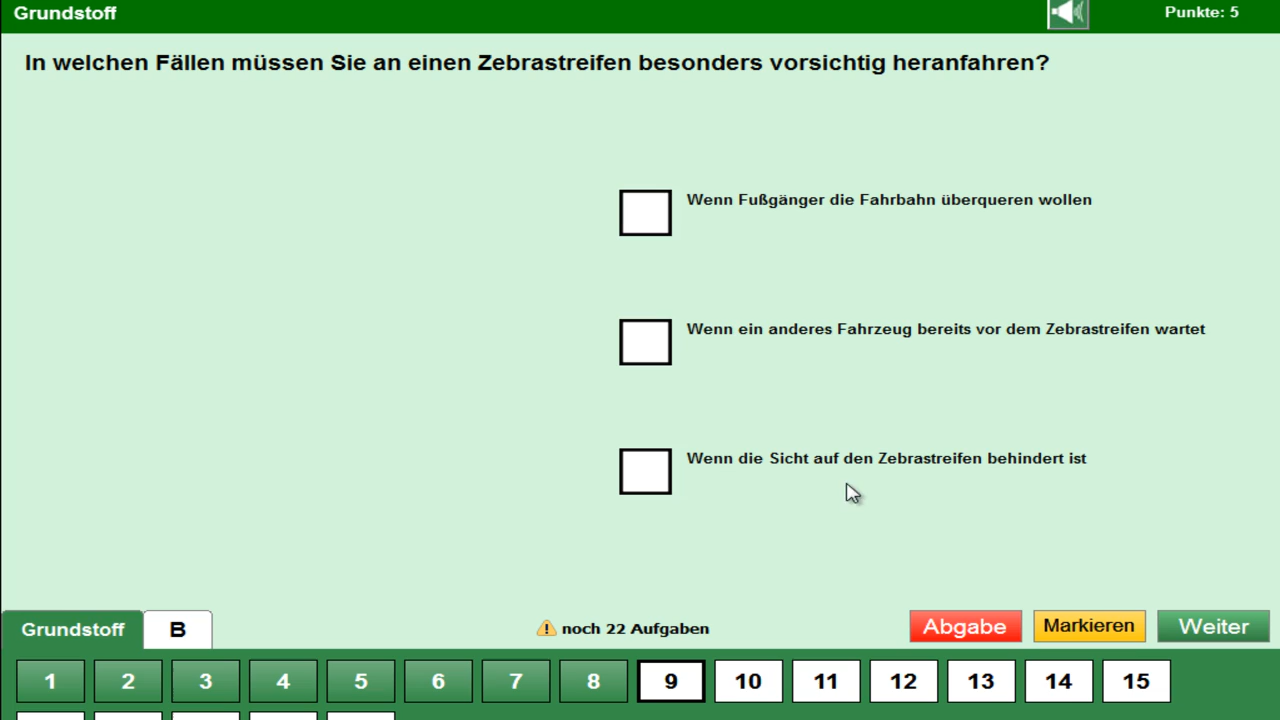 Grundstoff
Punkte: 5
In welchen Fällen müssen Sie an einen Zebrastreifen besonders vorsichtig heranfahren?
Wenn Fußgänger die Fahrbahn überqueren wollen
Wenn ein anderes Fahrzeug bereits vor dem Zebrastreifen wartet
Wenn die Sicht auf den Zebrastreifen behindert ist
Grundstoff B
noch 22 Aufgaben
Abgabe Markieren Weiter
1 2 3 4 5 6 7 8 9 10 11 12 13 14 15